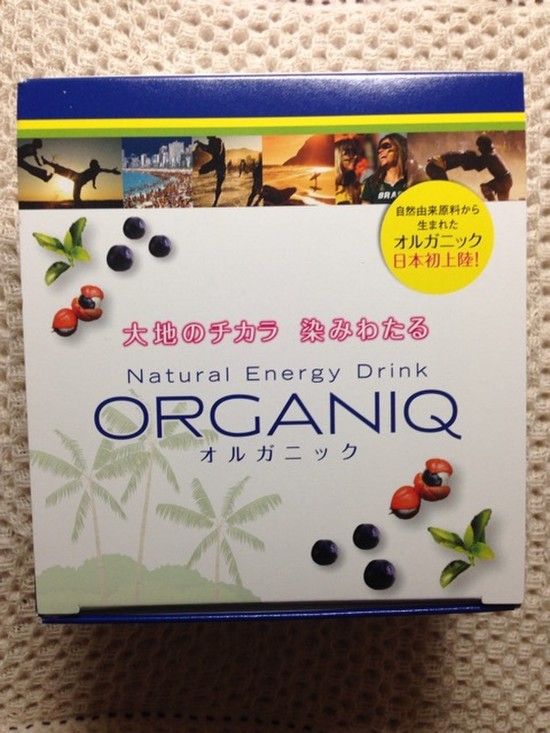 BRA
自然由来原料から
生まれた
オルガニック
日本初上陸!
大地のチカラ 染みわたる
Natural Energy Drink
ORGANIQ
オルガニック